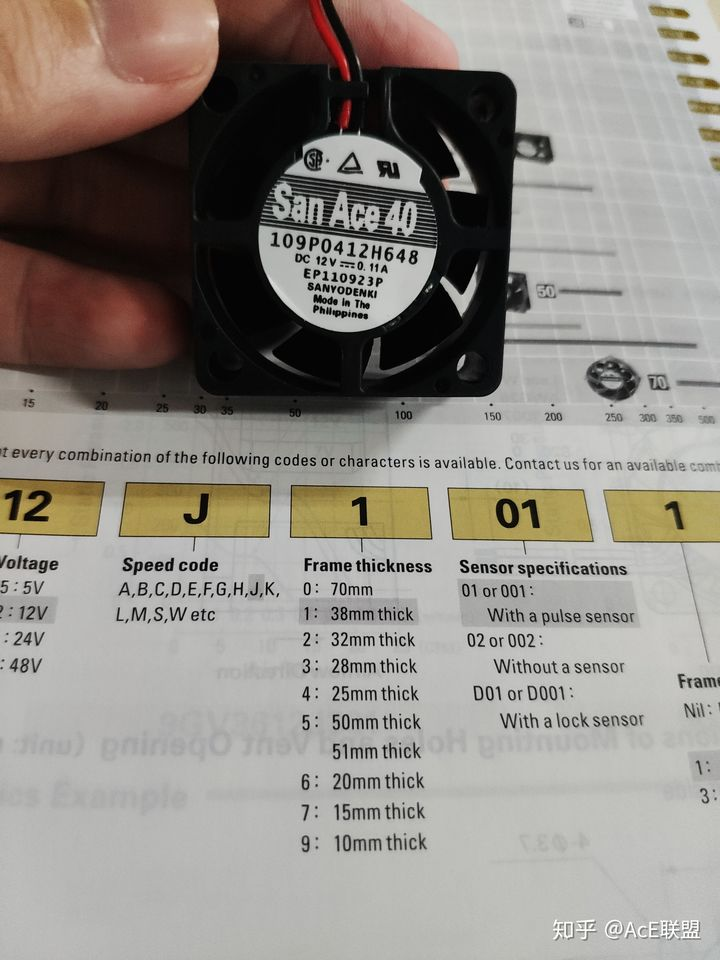 San Ace 40
109P0412H648
DC 12V 0.11A
EP110923P
SANYODENKI
Made in The
Philippines
50
70
15 20 25 30 35 50 100 150 200 250 300 350 500
every combination of the following codes or characters is available. Contact us for an available
12 J 1 01 1
Voltage
5 : 5V
2 : 12V
: 24V
: 48V
Speed code
A,B,C,D,E,F,G,H,J,K,
L,M,S,W etc
Frame thickness
0 : 70mm
1 : 38mm thick
2 : 32mm thick
3 : 28mm thick
4 : 25mm thick
5 : 50mm thick
51mm thick
6 : 20mm thick
7 : 15mm thick
9 : 10mm thick
Sensor specifications
01 or 001 :
With a pulse sensor
02 or 002 :
Without a sensor
D01 or D001 :
With a lock sensor
Frame
Nil :
1 :
3 :
知乎 @AcE联盟